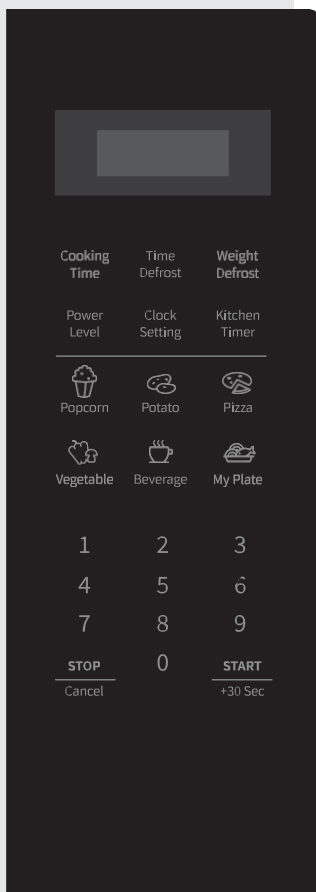 Cooking Time
Time Defrost
Weight Defrost
Power Level
Clock Setting
Kitchen Timer
Popcorn
Potato
Pizza
Vegetable
Beverage
My Plate
1 2 3
4 5 6
7 8 9
STOP 0 START
Cancel +30 Sec